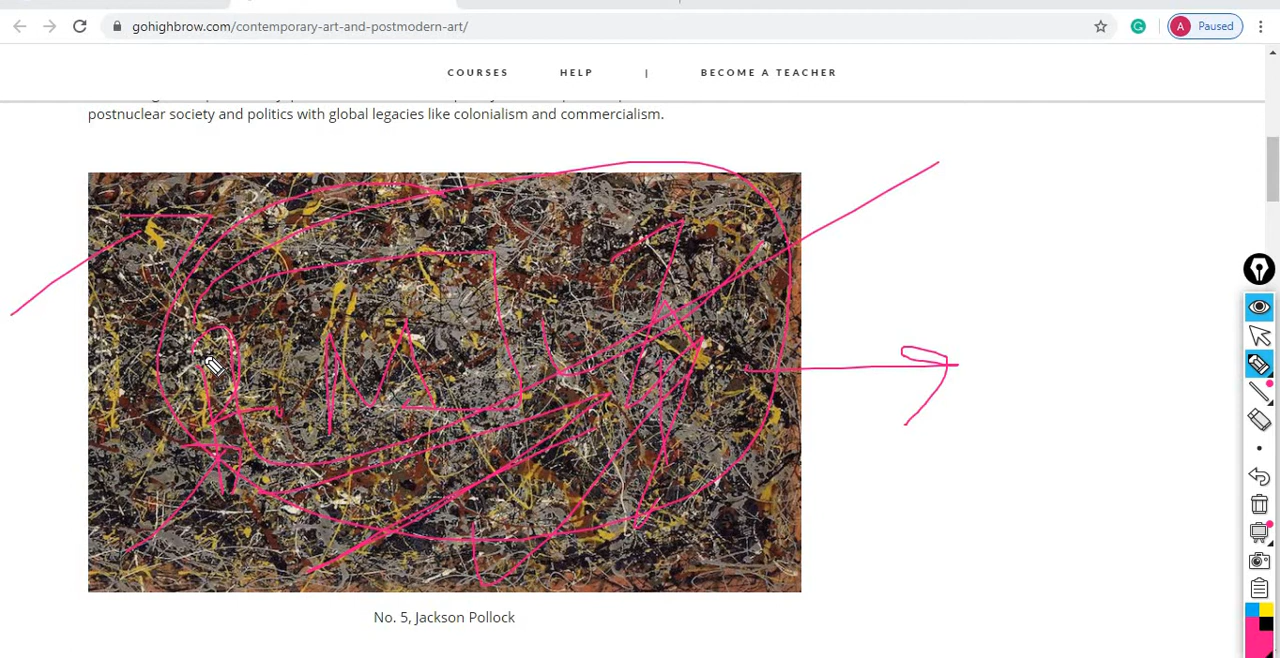 gohighbrow.com/contemporary-art-and-postmodern-art/
A Paused
COURSES HELP | BECOME A TEACHER
postnuclear society and politics with global legacies like colonialism and commercialism.
No. 5, Jackson Pollock